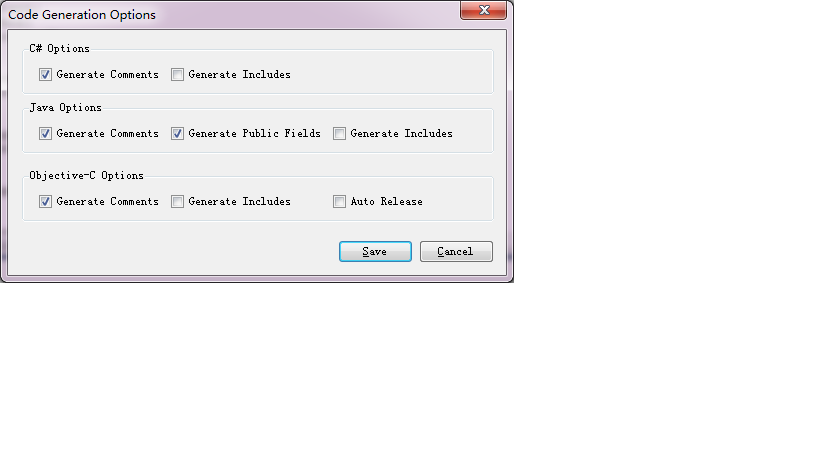 Code Generation Options
C# Options
Generate Comments Generate Includes
Java Options
Generate Comments Generate Public Fields Generate Includes
Objective-C Options
Generate Comments Generate Includes Auto Release
Save Cancel